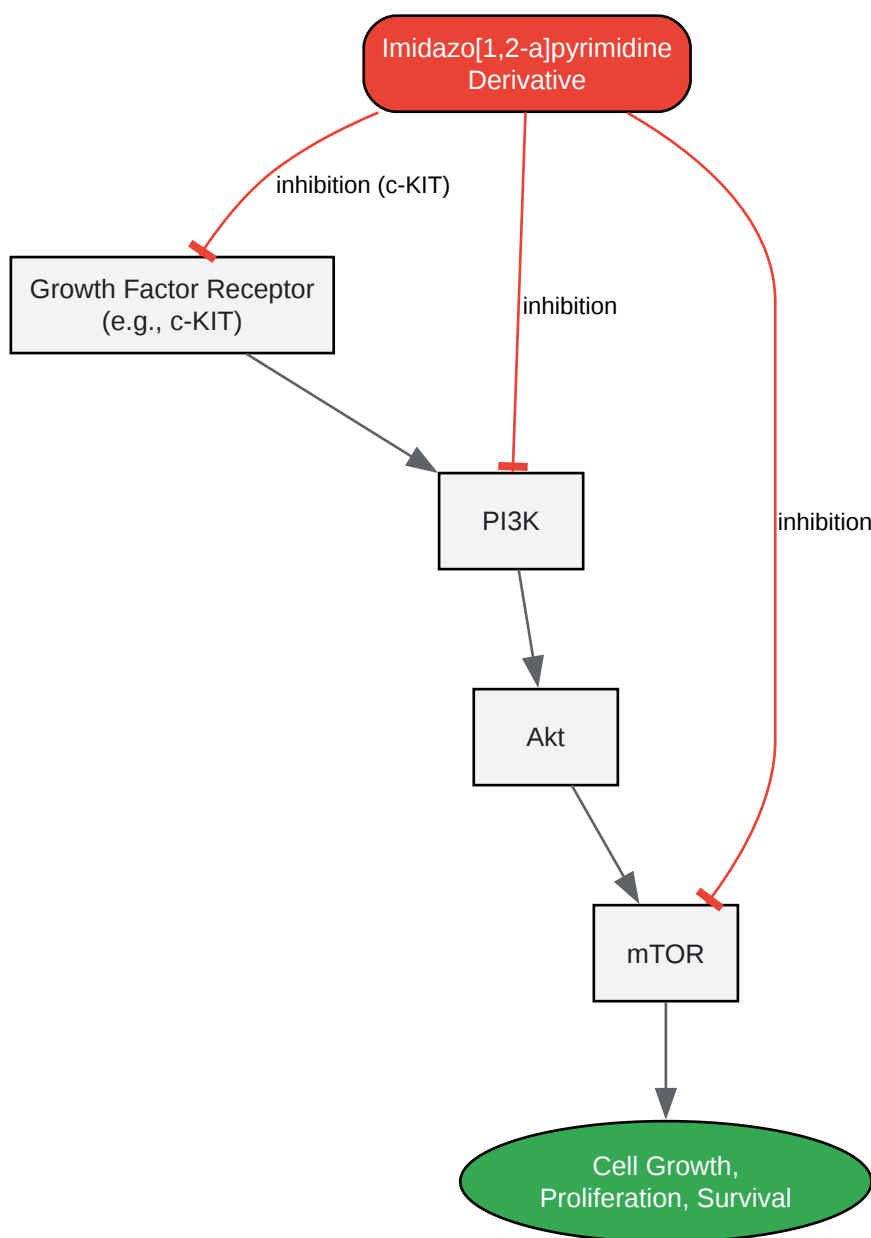 Imidazo[1,2-a]pyrimidine
Derivative
inhibition (c-KIT)
Growth Factor Receptor
(e.g., c-KIT)
inhibition
PI3K
inhibition
Akt
mTOR
Cell Growth,
Proliferation, Survival